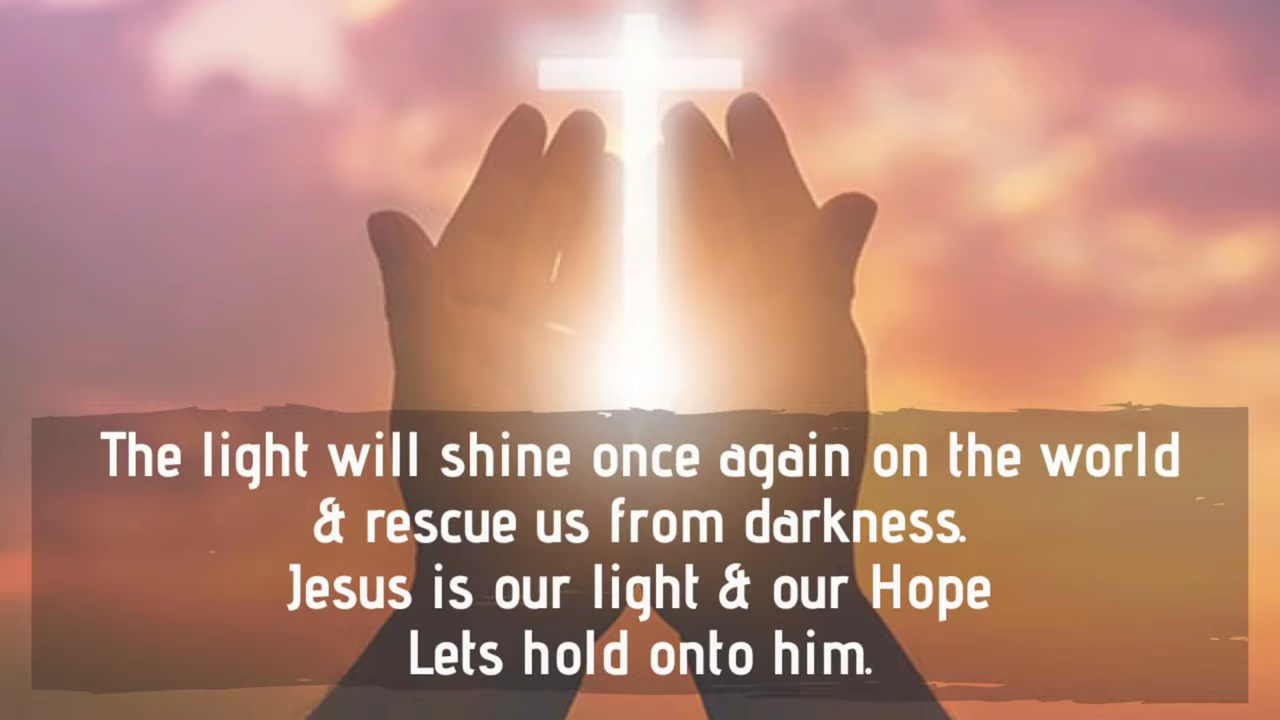 The light will shine once again on the world
& rescue us from darkness.
Jesus is our light & our Hope
Lets hold onto him.